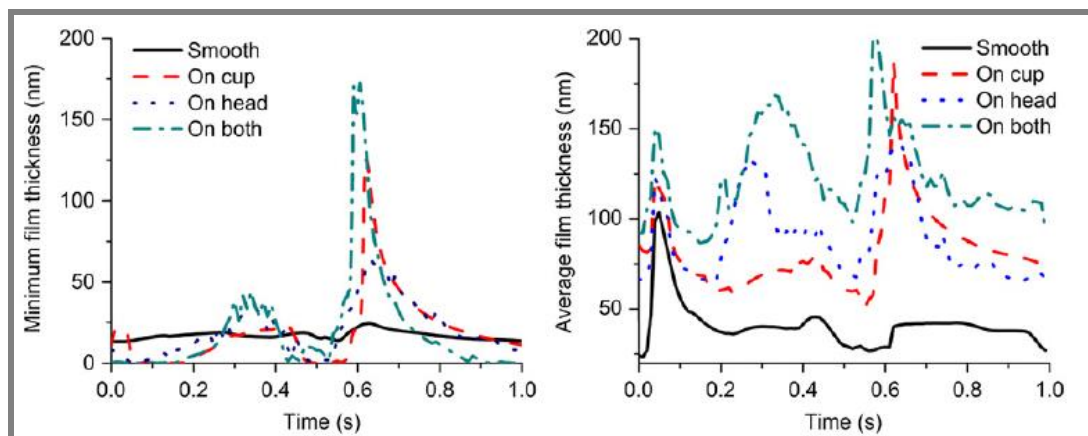 200
150
100
50
0
Minimum film thickness (nm)
Smooth
On cup
On head
On both
0.0 0.2 0.4 0.6 0.8 1.0
Time (s)
200
150
100
50
Average film thickness (nm)
Smooth
On cup
On head
On both
0.0 0.2 0.4 0.6 0.8 1.0
Time (s)